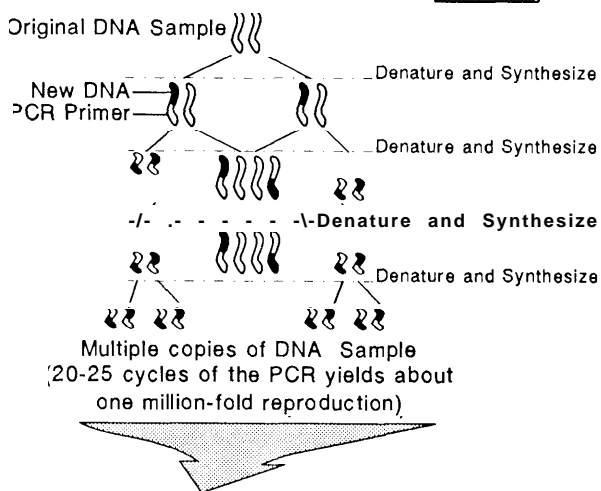 Original DNA Sample
Denature and Synthesize
New DNA
PCR Primer
Denature and Synthesize
-/- .- - - - - - -\-Denature and Synthesize
Denature and Synthesize
Multiple copies of DNA Sample
(20-25 cycles of the PCR yields about
one million-fold reproduction)